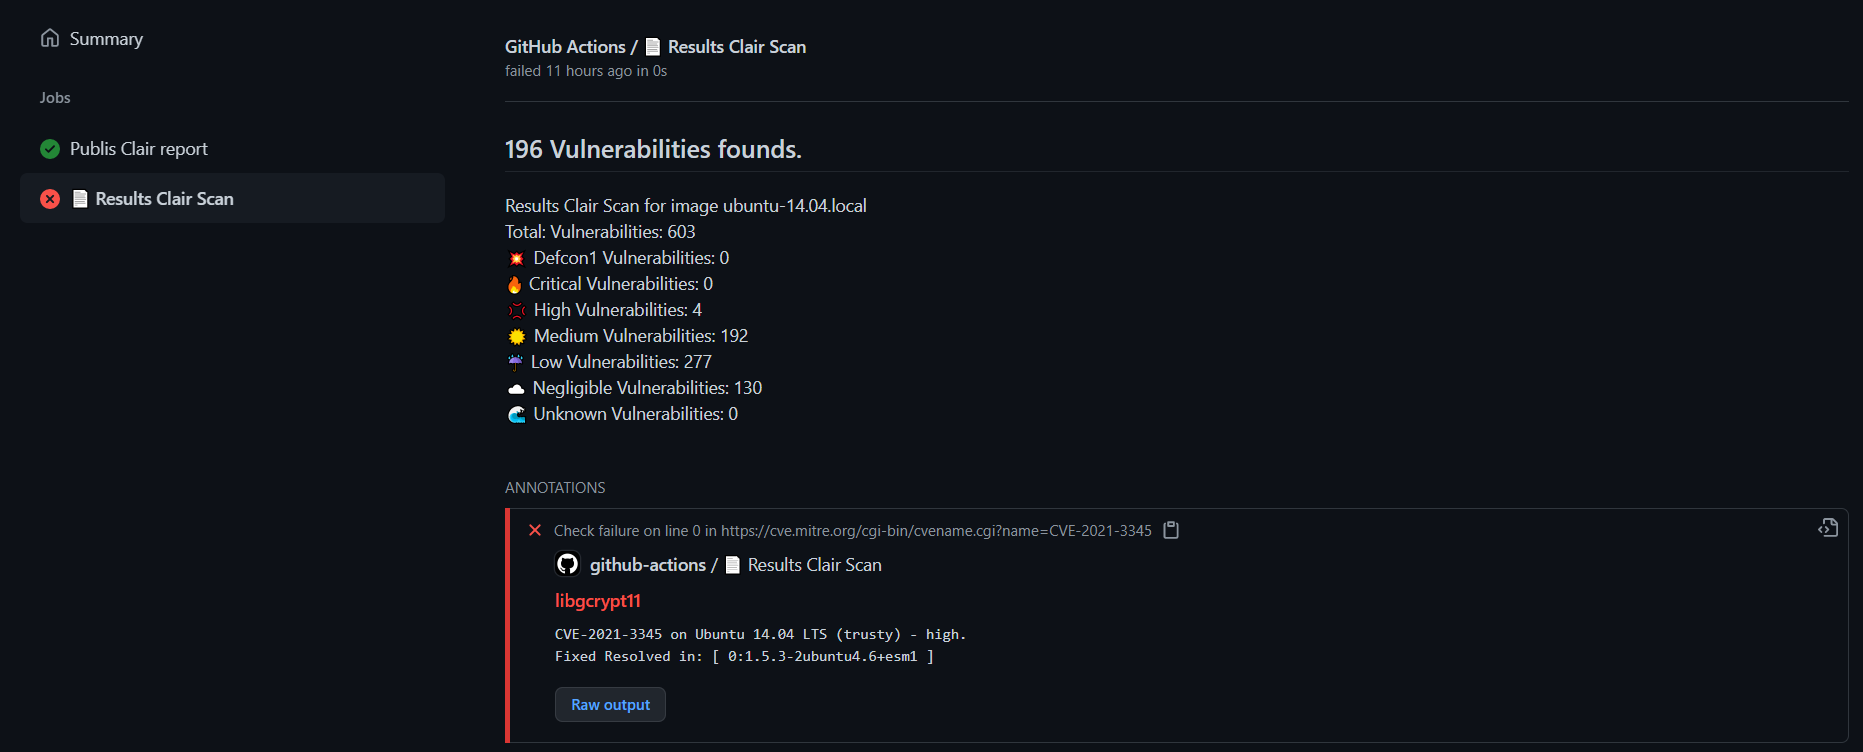 Summary
Jobs
Publis Clair report
Results Clair Scan
GitHub Actions / Results Clair Scan
failed 11 hours ago in 0s
196 Vulnerabilities founds.
Results Clair Scan for image ubuntu-14.04.local
Total: Vulnerabilities: 603
Defcon1 Vulnerabilities: 0
Critical Vulnerabilities: 0
High Vulnerabilities: 4
Medium Vulnerabilities: 192
Low Vulnerabilities: 277
Negligible Vulnerabilities: 130
Unknown Vulnerabilities: 0
ANNOTATIONS
Check failure on line 0 in https://cve.mitre.org/cgi-bin/cvename.cgi?name=CVE-2021-3345
github-actions / Results Clair Scan
libgcrypt11
CVE-2021-3345 on Ubuntu 14.04 LTS (trusty) - high.
Fixed Resolved in: [ 0:1.5.3-2ubuntu4.6+esm1 ]
Raw output